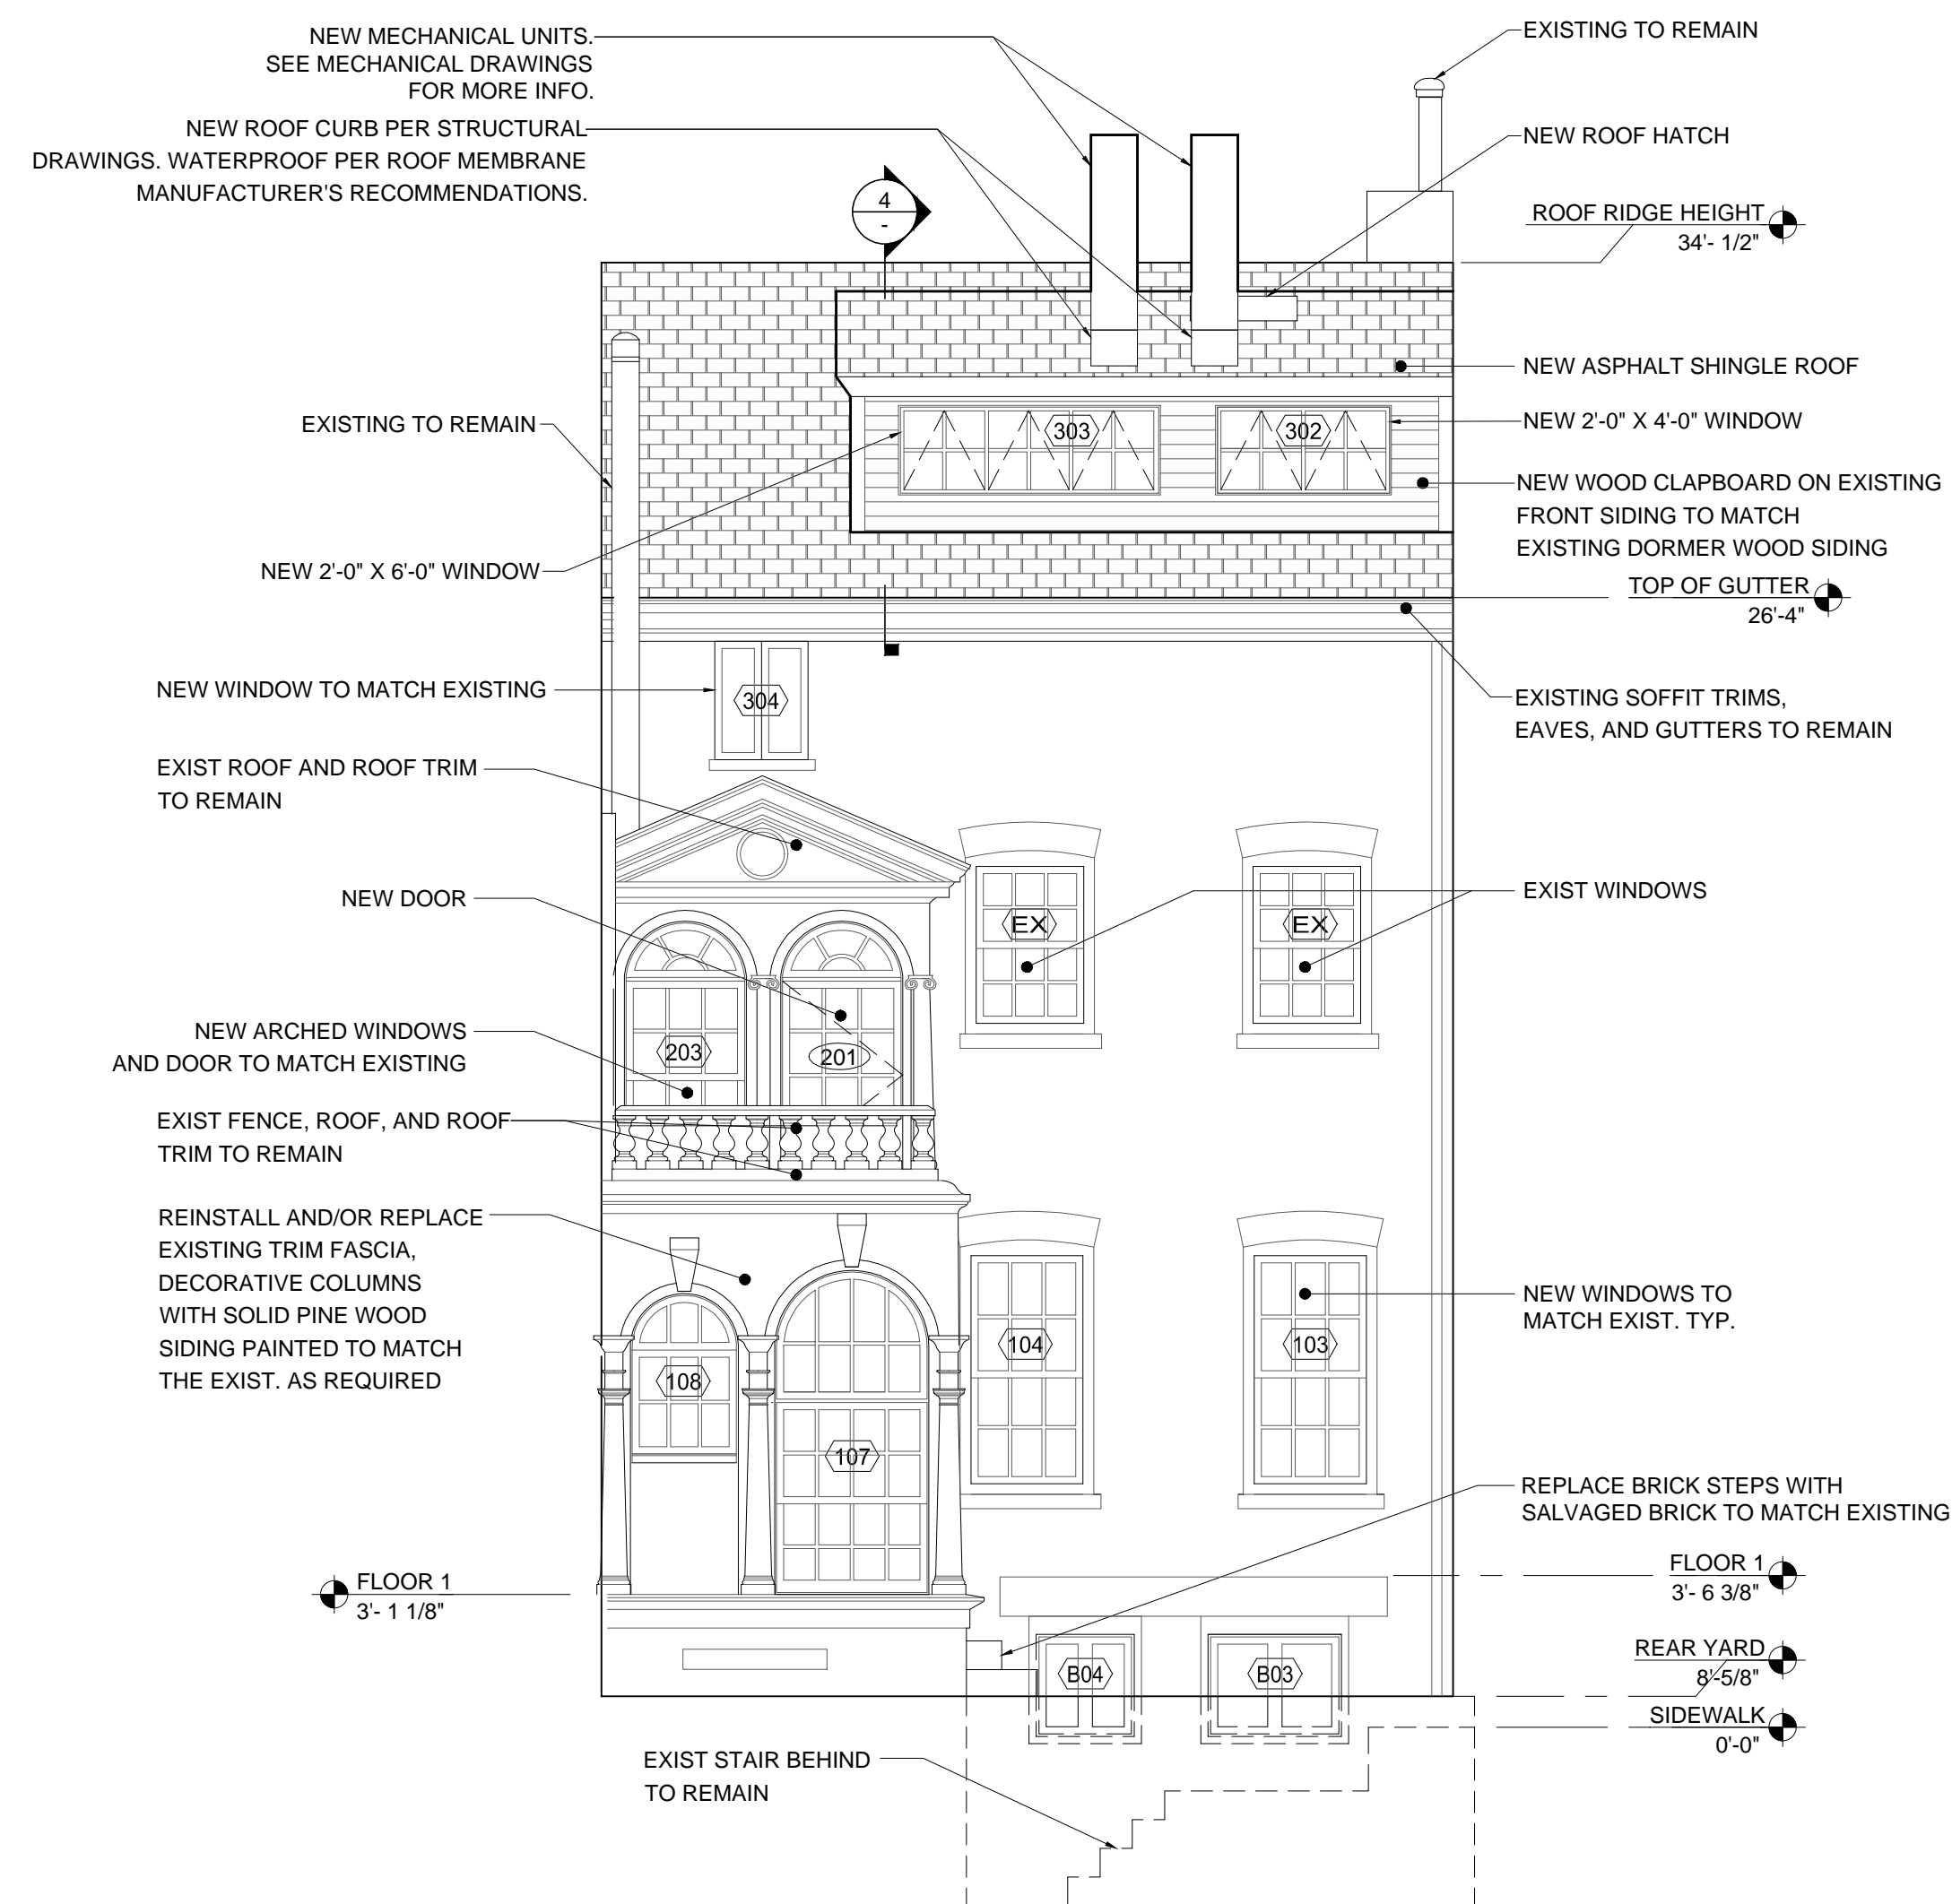 NEW MECHANICAL UNITS.
SEE MECHANICAL DRAWINGS
FOR MORE INFO.
NEW ROOF CURB PER STRUCTURAL
DRAWINGS. WATERPROOF PER ROOF MEMBRANE
MANUFACTURER'S RECOMMENDATIONS.
EXISTING TO REMAIN
NEW ROOF HATCH
4
-
ROOF RIDGE HEIGHT
34'- 1/2"
NEW ASPHALT SHINGLE ROOF
EXISTING TO REMAIN
303
302
NEW 2'-0" X 4'-0" WINDOW
NEW WOOD CLAPBOARD ON EXISTING
FRONT SIDING TO MATCH
EXISTING DORMER WOOD SIDING
NEW 2'-0" X 6'-0" WINDOW
TOP OF GUTTER
26'-4"
NEW WINDOW TO MATCH EXISTING
304
EXISTING SOFFIT TRIMS,
EAVES, AND GUTTERS TO REMAIN
EXIST ROOF AND ROOF TRIM
TO REMAIN
NEW DOOR
EXIST WINDOWS
EX
EX
NEW ARCHED WINDOWS
AND DOOR TO MATCH EXISTING
203
201
EXIST FENCE, ROOF, AND ROOF
TRIM TO REMAIN
REINSTALL AND/OR REPLACE
EXISTING TRIM FASCIA,
DECORATIVE COLUMNS
WITH SOLID PINE WOOD
SIDING PAINTED TO MATCH
THE EXIST. AS REQUIRED
NEW WINDOWS TO
MATCH EXIST. TYP.
104
103
108
107
REPLACE BRICK STEPS WITH
SALVAGED BRICK TO MATCH EXISTING
FLOOR 1
3'- 1 1/8"
FLOOR 1
3'- 6 3/8"
B04
B03
REAR YARD
8'-5/8"
SIDEWALK
0'-0"
EXIST STAIR BEHIND
TO REMAIN